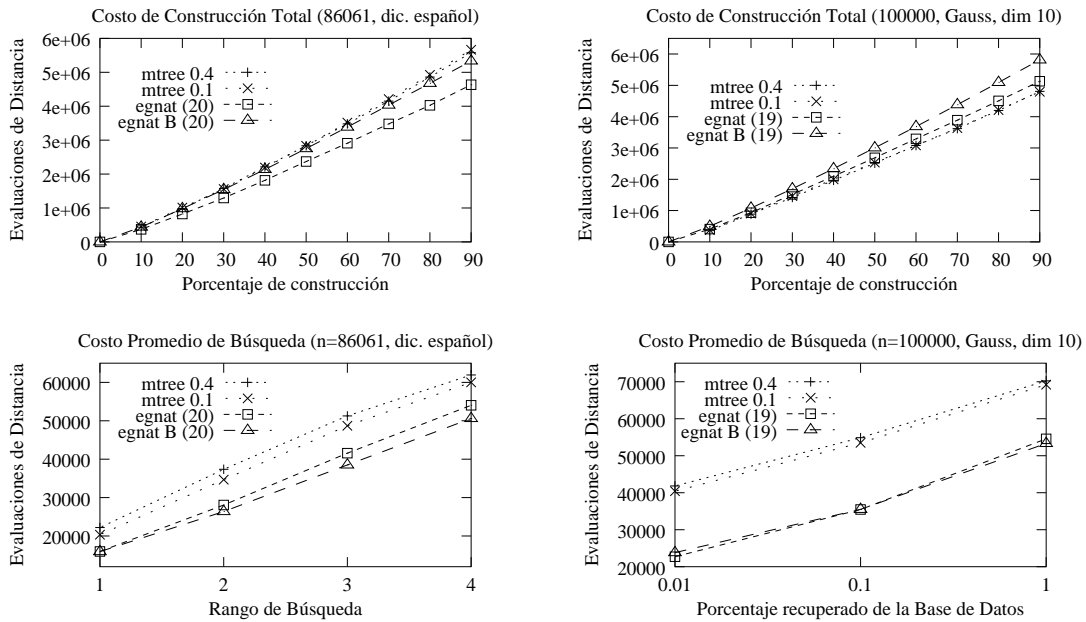 Costo de Construcción Total (86061, dic. español)
Evaluaciones de Distancia
6e+06
5e+06
4e+06
3e+06
2e+06
1e+06
0
mtree 0.4
mtree 0.1
egnat (20)
egnat B (20)
0 10 20 30 40 50 60 70 80 90
Porcentaje de construcción
Costo de Construcción Total (100000, Gauss, dim 10)
Evaluaciones de Distancia
6e+06
5e+06
4e+06
3e+06
2e+06
1e+06
0
mtree 0.4
mtree 0.1
egnat (19)
egnat B (19)
0 10 20 30 40 50 60 70 80 90
Porcentaje de construcción
Costo Promedio de Búsqueda (n=86061, dic. español)
Evaluaciones de Distancia
60000
50000
40000
30000
20000
mtree 0.4
mtree 0.1
egnat (20)
egnat B (20)
1 2 3 4
Rango de Búsqueda
Costo Promedio de Búsqueda (n=100000, Gauss, dim 10)
Evaluaciones de Distancia
70000
60000
50000
40000
30000
20000
mtree 0.4
mtree 0.1
egnat (19)
egnat B (19)
0.01 0.1 1
Porcentaje recuperado de la Base de Datos